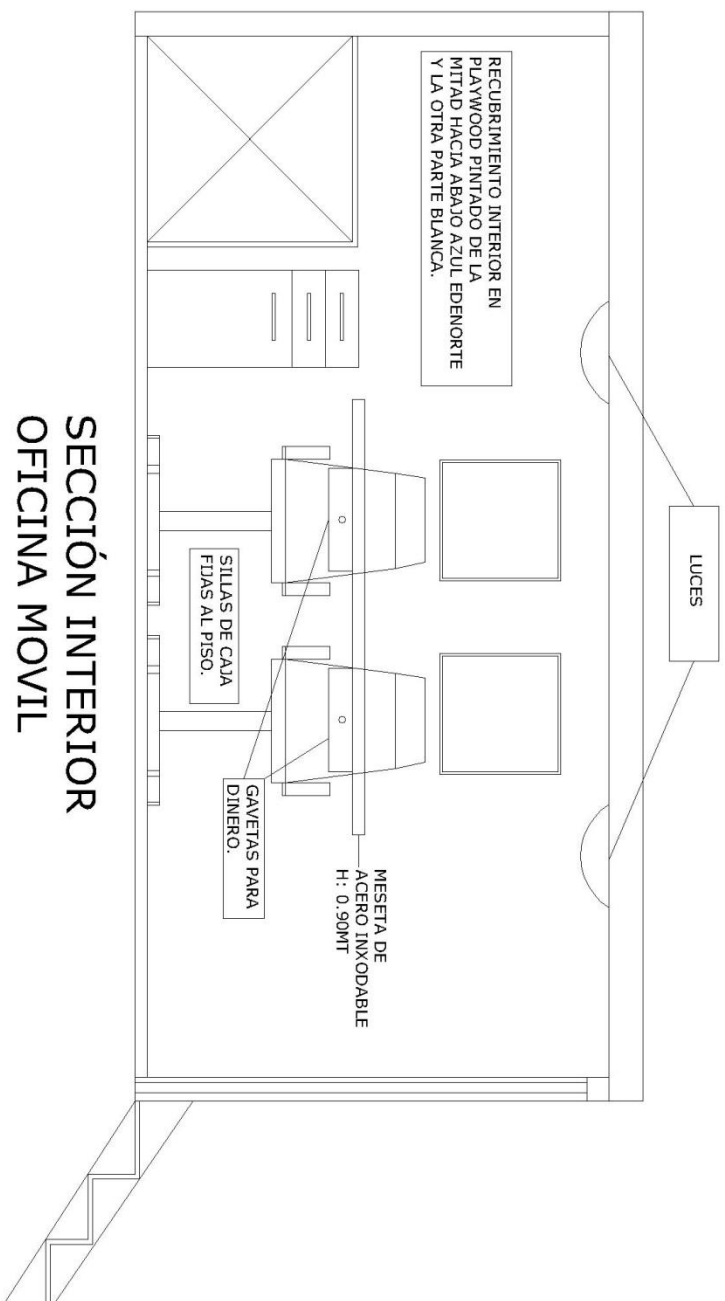 LUCES
RECUBRIMIENTO INTERIOR EN
PLAYWOOD PINTADO DE LA
MITAD HACIA ABAJO AZUL EDENORTE
Y LA OTRA PARTE BLANCA.
MESETA DE
ACERO INXODABLE
H: 0.90MT
GAVETAS PARA
DINERO.
SILLAS DE CAJA
FIJAS AL PISO.
SECCIÓN INTERIOR
OFICINA MOVIL